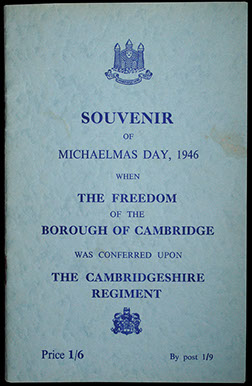 SOUVENIR
OF
MICHAELMAS DAY, 1946
WHEN
THE FREEDOM
OF THE
BOROUGH OF CAMBRIDGE
WAS CONFERRED UPON
THE CAMBRIDGESHIRE
REGIMENT
Price 1/6 By post 1/9